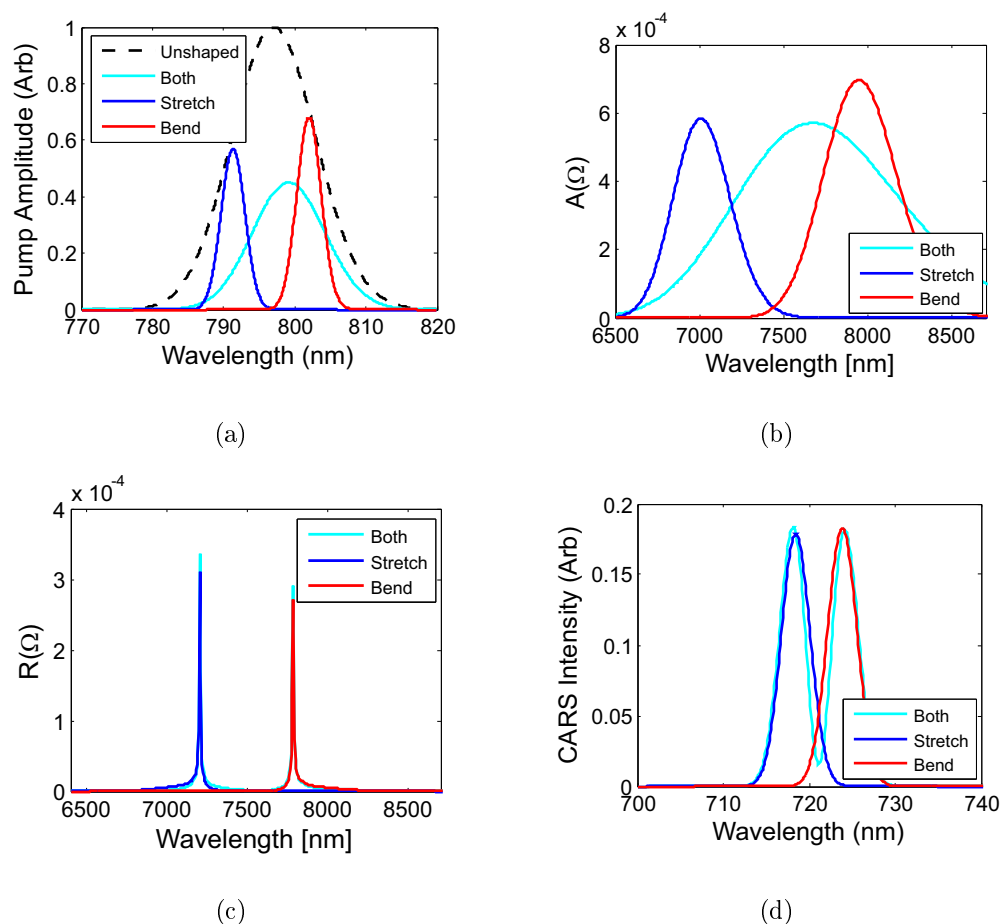 Pump Amplitude (Arb)
1
0.8
0.6
0.4
0.2
0
Unshaped
Both
Stretch
Bend
770 780 790 800 810 820
Wavelength (nm)
(a)
x 10-4
A(Ω)
8
6
4
2
0
Both
Stretch
Bend
6500 7000 7500 8000 8500
Wavelength [nm]
(b)
x 10-4
R(Ω)
4
3
2
1
0
Both
Stretch
Bend
6500 7000 7500 8000 8500
Wavelength [nm]
(c)
CARS Intensity (Arb)
0.2
0.15
0.1
0.05
0
Both
Stretch
Bend
700 710 720 730 740
Wavelength (nm)
(d)